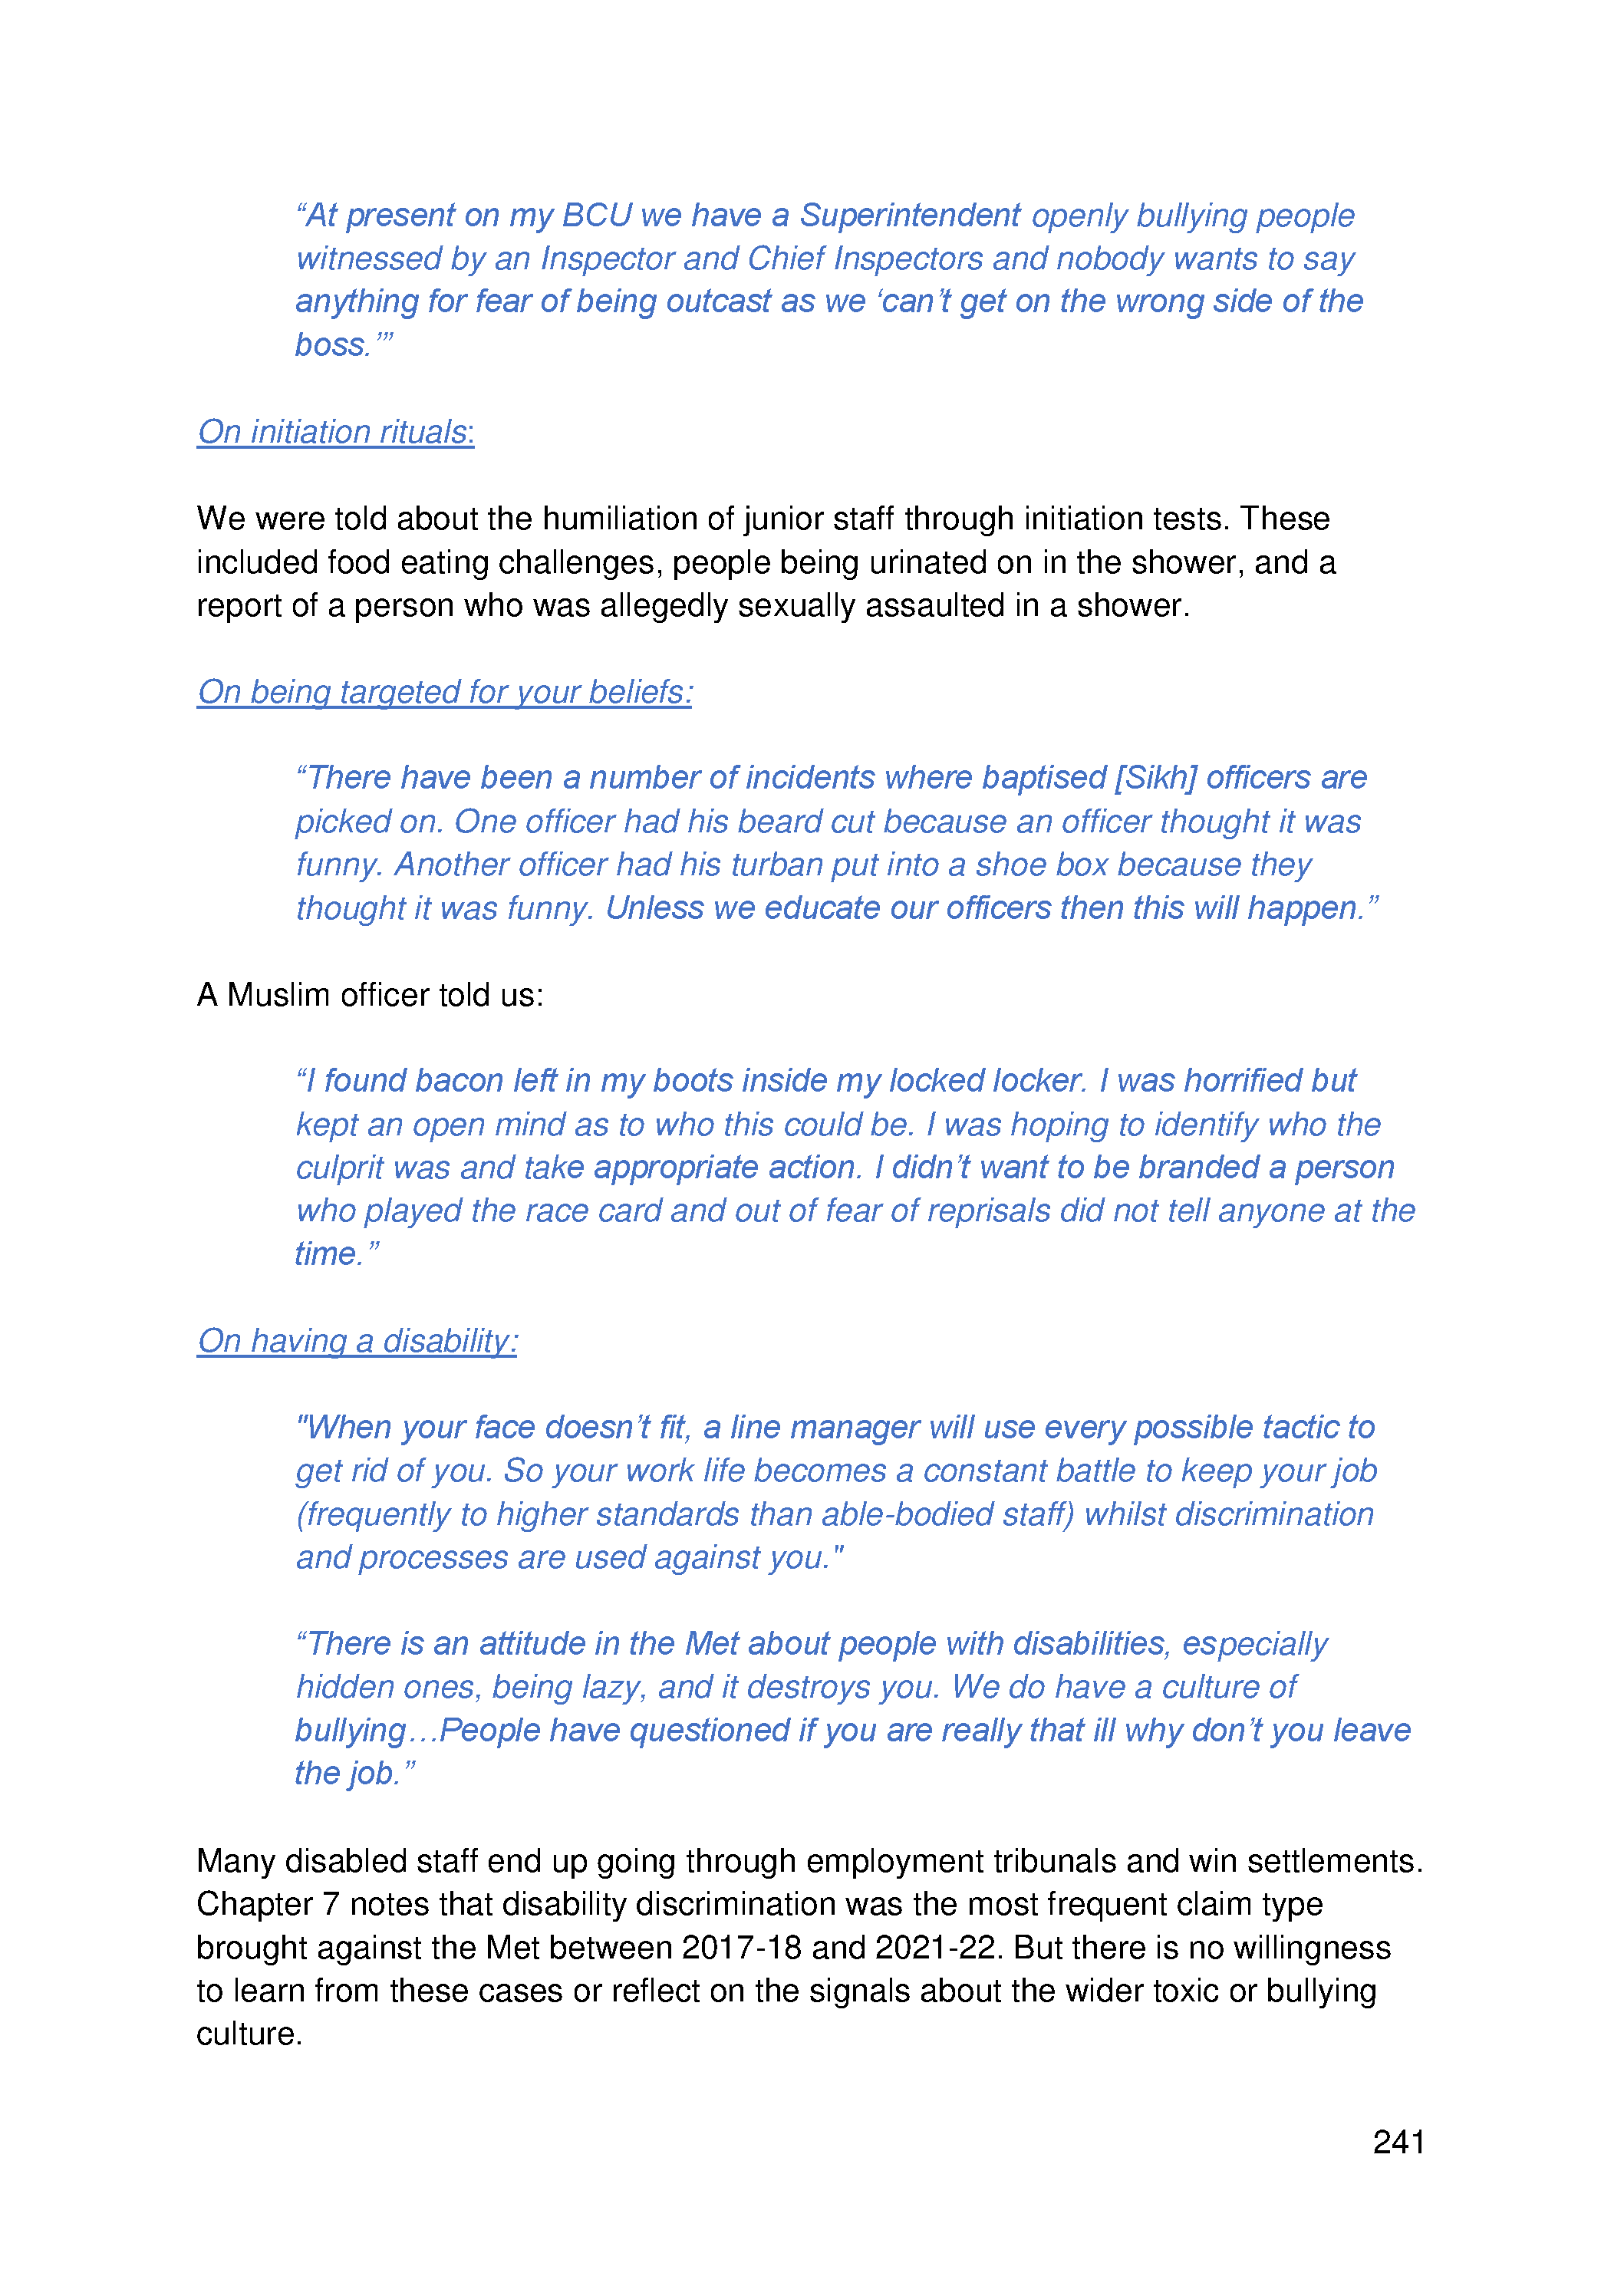 “At present on my BCU we have a Superintendent openly bullying people
witnessed by an Inspector and Chief Inspectors and nobody wants to say
anything for fear of being outcast as we ‘can’t get on the wrong side of the
boss.’”
On initiation rituals:
We were told about the humiliation of junior staff through initiation tests. These
included food eating challenges, people being urinated on in the shower, and a
report of a person who was allegedly sexually assaulted in a shower.
On being targeted for your beliefs:
“There have been a number of incidents where baptised [Sikh] officers are
picked on. One officer had his beard cut because an officer thought it was
funny. Another officer had his turban put into a shoe box because they
thought it was funny. Unless we educate our officers then this will happen.”
A Muslim officer told us:
“I found bacon left in my boots inside my locked locker. I was horrified but
kept an open mind as to who this could be. I was hoping to identify who the
culprit was and take appropriate action. I didn’t want to be branded a person
who played the race card and out of fear of reprisals did not tell anyone at the
time.”
On having a disability:
"When your face doesn’t fit, a line manager will use every possible tactic to
get rid of you. So your work life becomes a constant battle to keep your job
(frequently to higher standards than able-bodied staff) whilst discrimination
and processes are used against you."
“There is an attitude in the Met about people with disabilities, especially
hidden ones, being lazy, and it destroys you. We do have a culture of
bullying…People have questioned if you are really that ill why don’t you leave
the job.”
Many disabled staff end up going through employment tribunals and win settlements.
Chapter 7 notes that disability discrimination was the most frequent claim type
brought against the Met between 2017-18 and 2021-22. But there is no willingness
to learn from these cases or reflect on the signals about the wider toxic or bullying
culture.
241